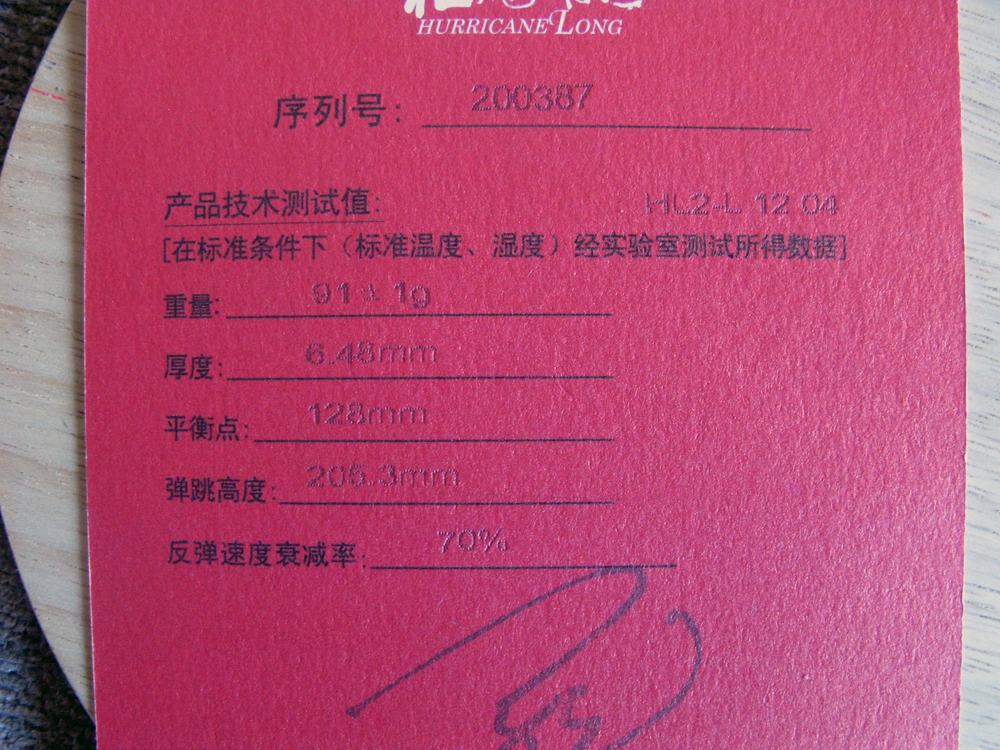 HURRICANE LONG
序列号: 200387
产品技术测试值: HL2-L 12 04
[在标准条件下（标准温度、湿度）经实验室测试所得数据]
重量: 91 ± 1g
厚度: 6.48mm
平衡点: 128mm
弹跳高度: 205.3mm
反弹速度衰减率: 70%